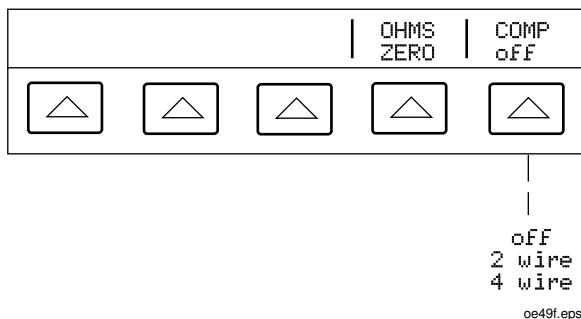 OHMS COMP
ZERO off
off
2 wire
4 wire
oe49f.eps